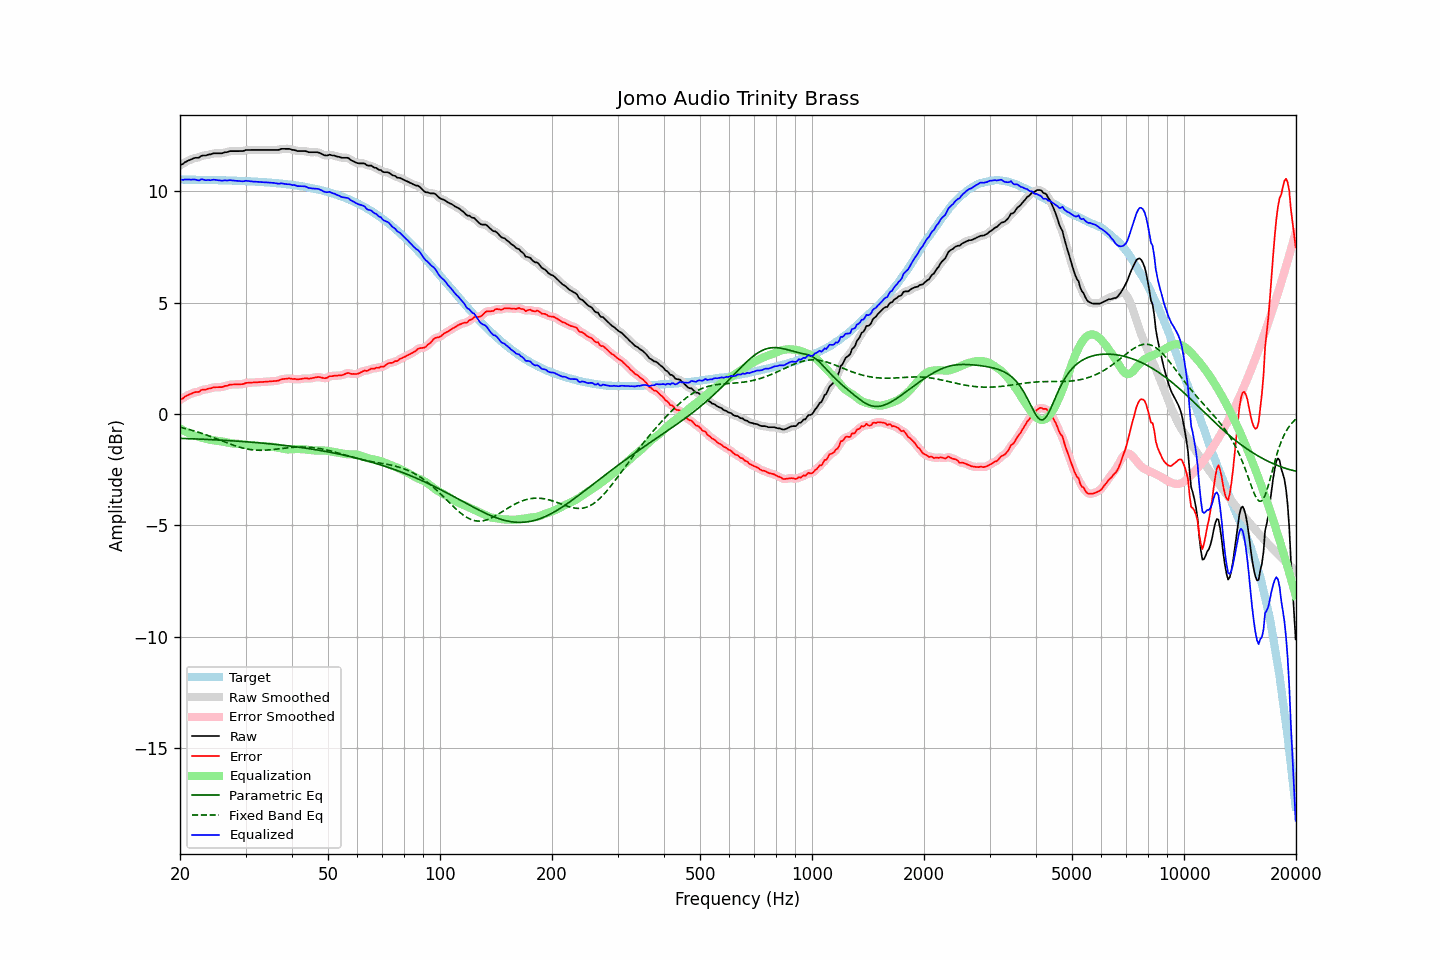 Jomo Audio Trinity Brass
Amplitude (dBr)
10
5
0
−5
−10
−15
Target
Raw Smoothed
Error Smoothed
Raw
Error
Equalization
Parametric Eq
Fixed Band Eq
Equalized
20 50 100 200 500 1000 2000 5000 10000 20000
Frequency (Hz)